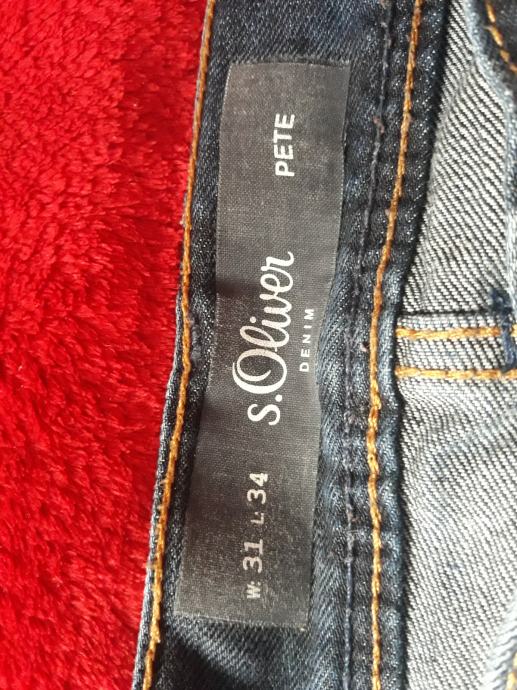 W: 31 L: 34
s.Oliver
DENIM
PETE